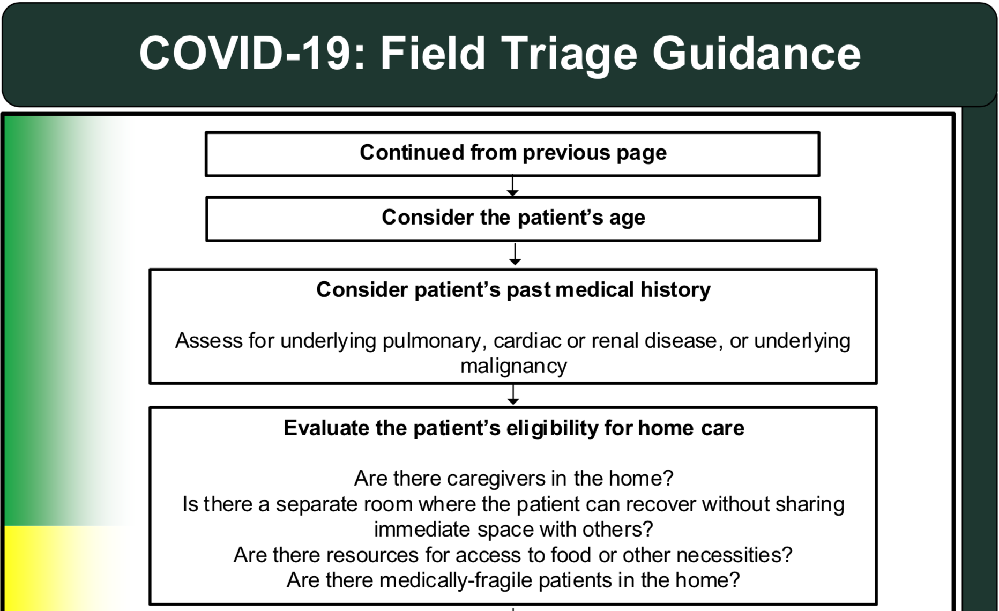 COVID-19: Field Triage Guidance
Continued from previous page
Consider the patient’s age
Consider patient’s past medical history
Assess for underlying pulmonary, cardiac or renal disease, or underlying
malignancy
Evaluate the patient’s eligibility for home care
Are there caregivers in the home?
Is there a separate room where the patient can recover without sharing
immediate space with others?
Are there resources for access to food or other necessities?
Are there medically-fragile patients in the home?